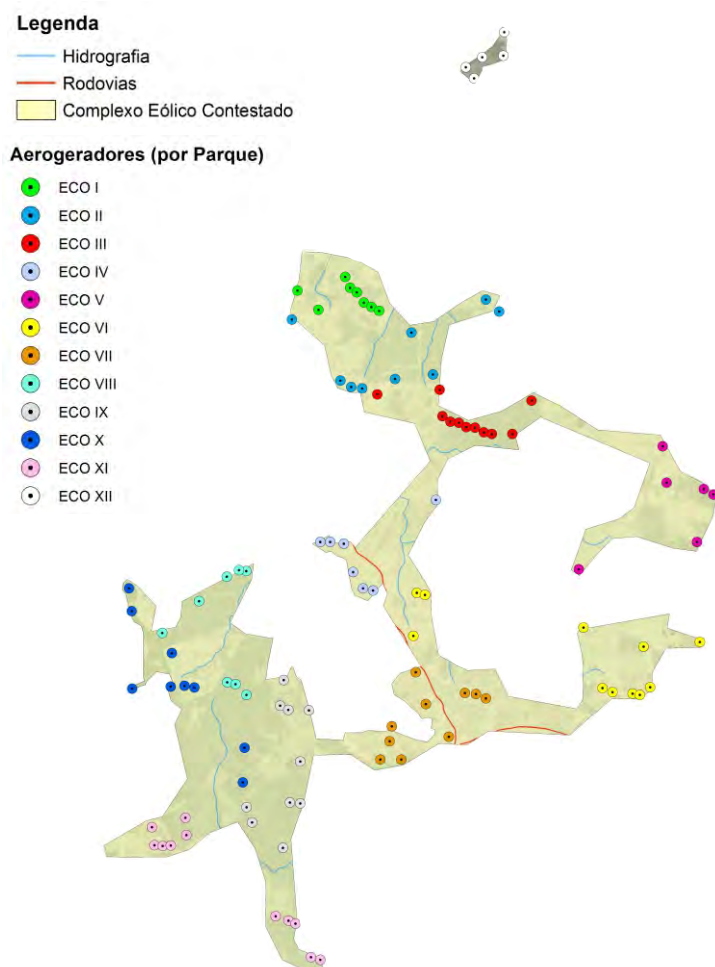 Legenda
Hidrografia
Rodovias
Complexo Eólico Contestado
Aerogeradores (por Parque)
ECO I
ECO II
ECO III
ECO IV
ECO V
ECO VI
ECO VII
ECO VIII
ECO IX
ECO X
ECO XI
ECO XII